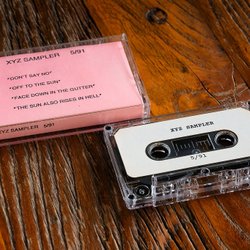 XYZ SAMPLER 5/91
"DON'T SAY NO"
"OFF TO THE SUN"
"FACE DOWN IN THE GUTTER"
"THE SUN ALSO RISES IN HELL"
XYZ SAMPLER 5/91
XYZ SAMPLER
5/91